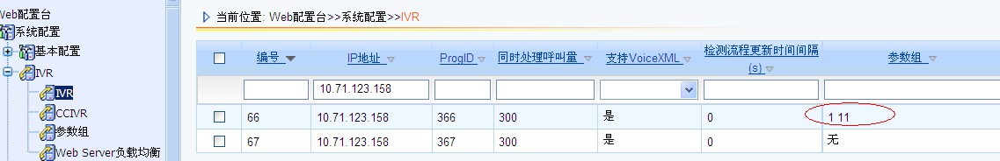 Web配置台
系统配置
基本配置
IVR
IVR
CCIVR
参数组
Web Server负载均衡
当前位置: Web配置台>>系统配置>>IVR
编号 IP地址 ProgID 同时处理呼叫量 支持VoiceXML 检测流程更新时间间隔(s) 参数组
10.71.123.158
66 10.71.123.158 366 300 是 0 1 11
67 10.71.123.158 367 300 是 0 无